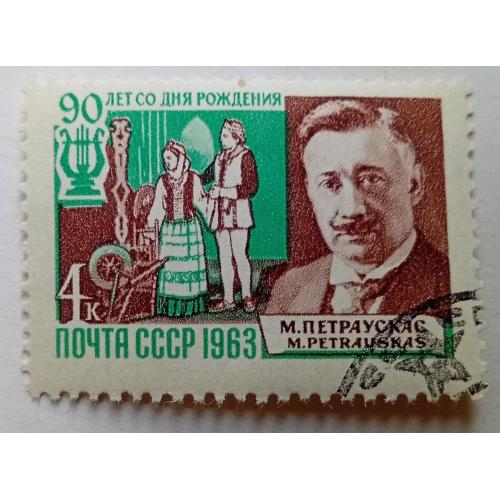 90 ЛЕТ СО ДНЯ РОЖДЕНИЯ
4К
М.ПЕТРАУСКАС
M.PETRAUSKAS
ПОЧТА СССР 1963